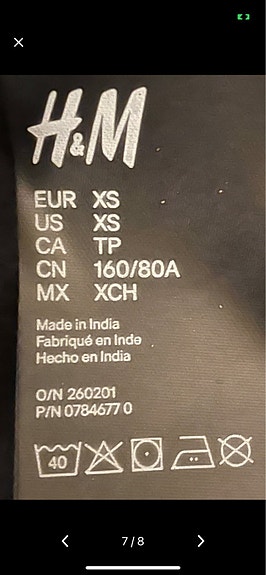 H&M
EUR XS
US XS
CA TP
CN 160/80A
MX XCH
Made in India
Fabriqué en Inde
Hecho en India
O/N 260201
P/N 0784677 0
40
7/8